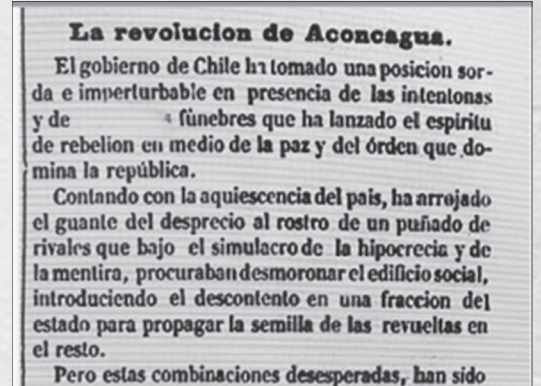 La revolucion de Aconcagua.
El gobierno de Chile ha tomado una posicion sor-
da e imperturbable en presencia de las intentonas
y de fúnebres que ha lanzado el espiritu
de rebelion en medio de la paz y del órden que do-
mina la república.
Contando con la aquiescencia del pais, ha arrojado
el guante del desprecio al rostro de un puñado de
rivales que bajo el simulacro de la hipocrecia y de
la mentira, procuraban desmoronar el edificio social,
introduciendo el descontento en una fraccion del
estado para propagar la semilla de las revueltas en
el resto.
Pero estas combinaciones desesperadas, han sido